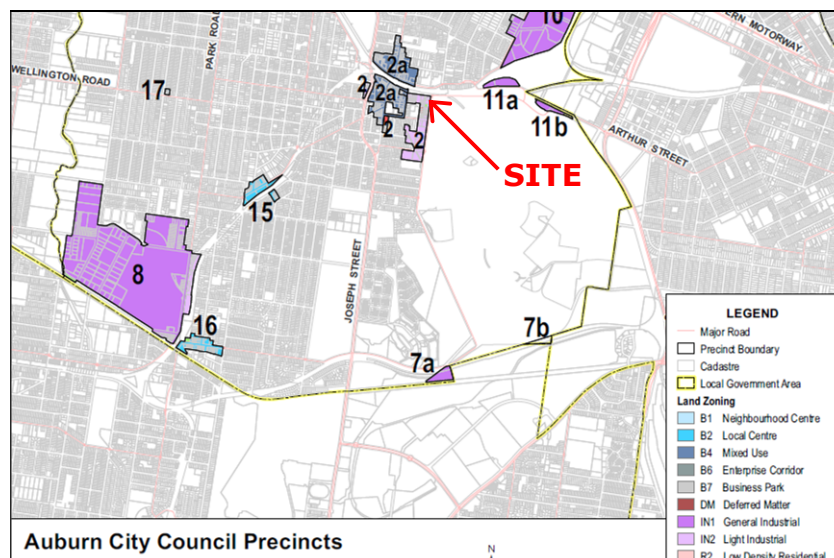 PARK ROAD
ERN MOTORWAY
10
WELLINGTON ROAD
17
2a
2
2a
11a
11b
2
2
ARTHUR STREET
SITE
15
8
JOSEPH STREET
16
7b
7a
LEGEND
Major Road
Precinct Boundary
Cadastre
Local Government Area
Land Zoning
B1 Neighbourhood Centre
B2 Local Centre
B4 Mixed Use
B6 Enterprise Corridor
B7 Business Park
DM Deferred Matter
IN1 General Industrial
IN2 Light Industrial
R2 Low Density Residential
Auburn City Council Precincts
N